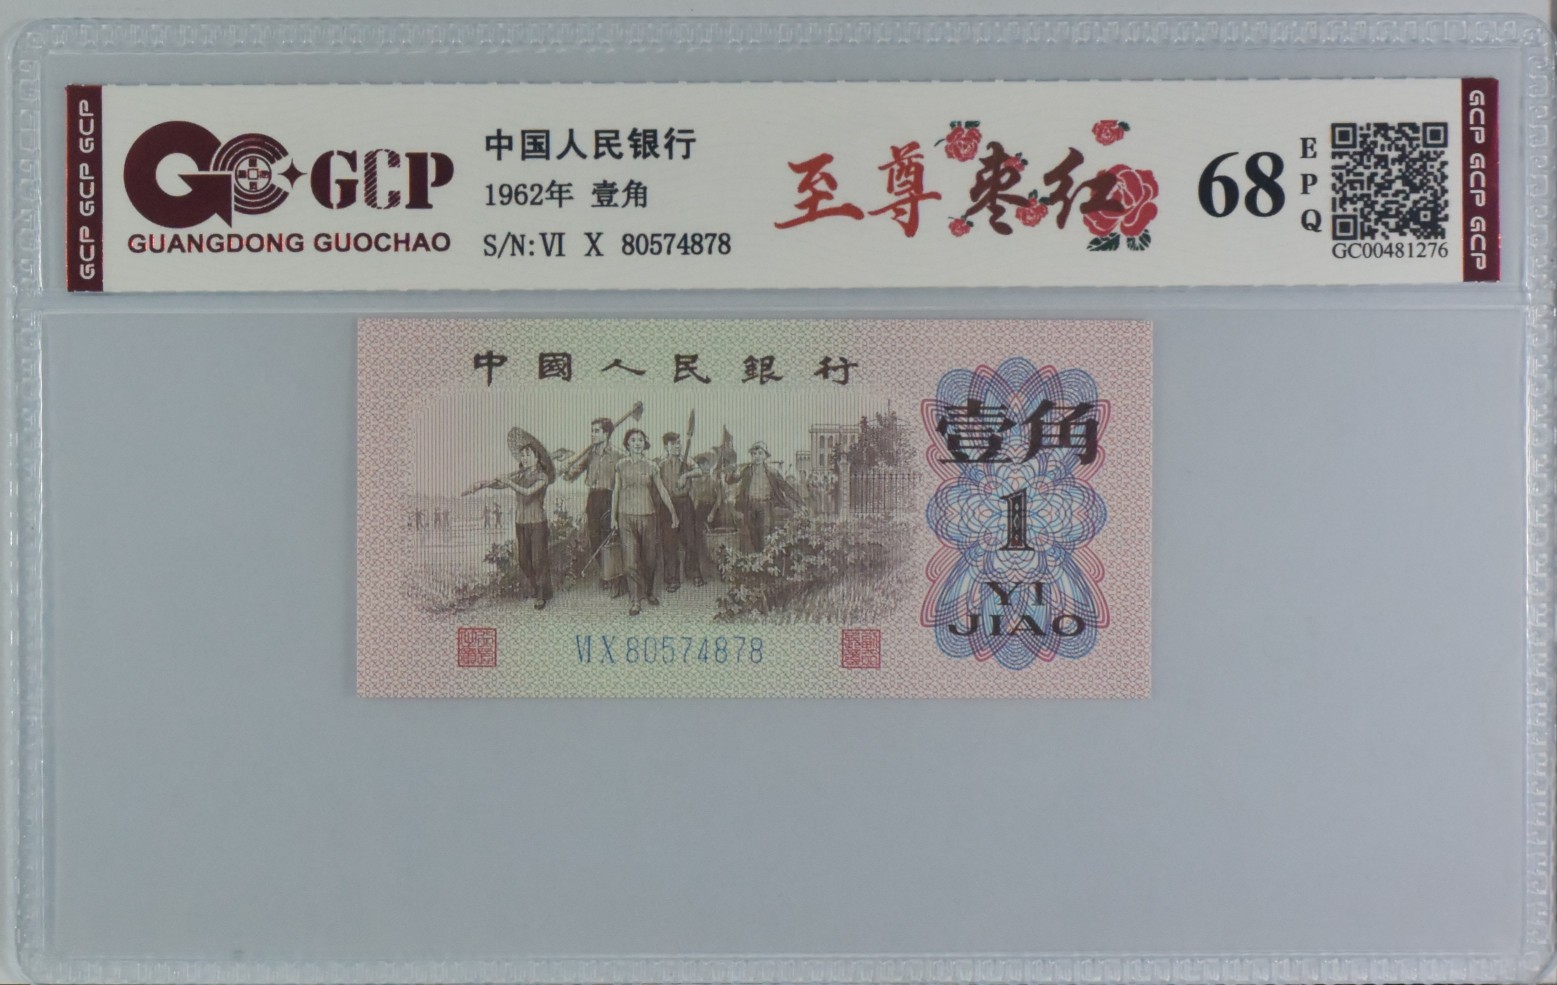 GCP GCP GCP
GCP
GUANGDONG GUOCHAO
中国人民银行
1962年 壹角
S/N:VI X 80574878
至尊枣红
68
EPQ
GC00481276
GCP GCP GCP
中國人民銀行
壹角
1
YI
JIAO
VI X 80574878